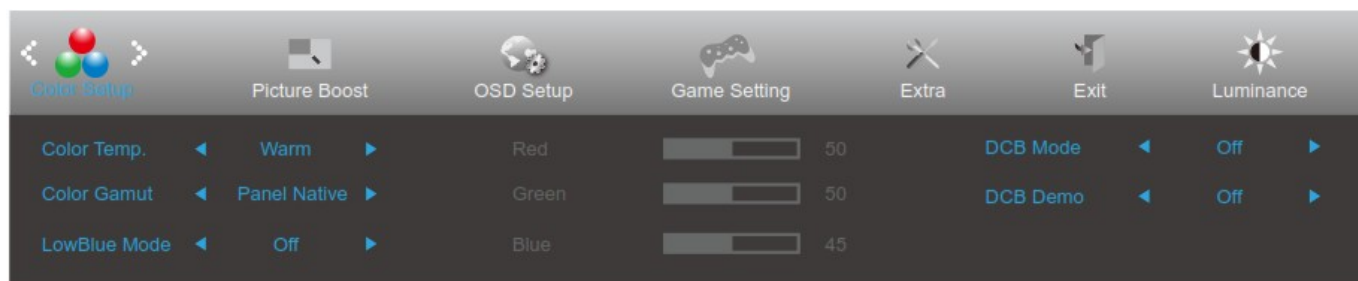 Color Setup Picture Boost OSD Setup Game Setting Extra Exit Luminance
Color Temp. Warm Red 50 DCB Mode Off
Color Gamut Panel Native Green 50 DCB Demo Off
LowBlue Mode Off Blue 45